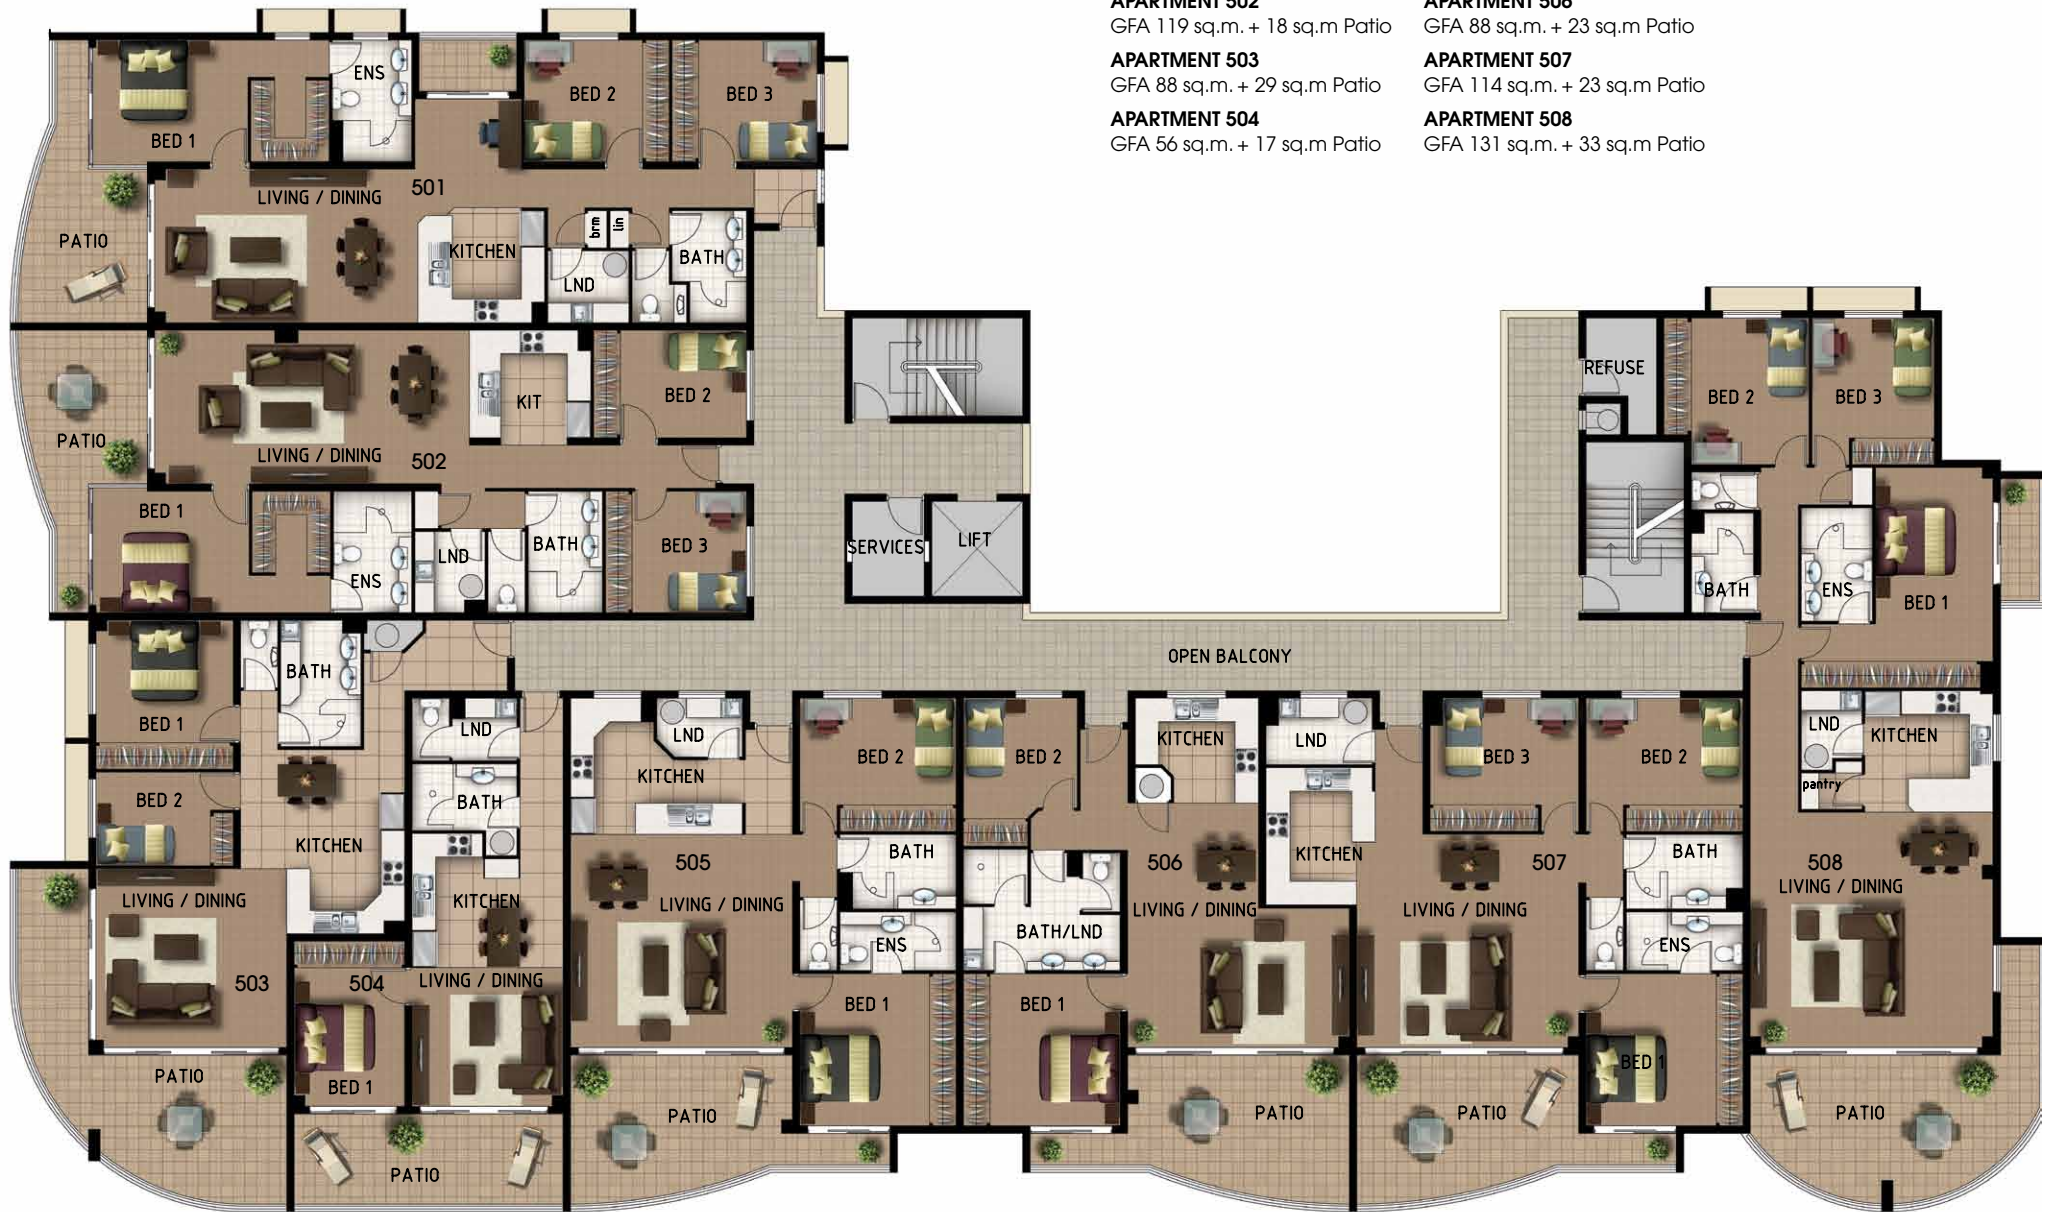 APARTMENT 502
GFA 119 sq.m. + 18 sq.m Patio
APARTMENT 503
GFA 88 sq.m. + 29 sq.m Patio
APARTMENT 504
GFA 56 sq.m. + 17 sq.m Patio
APARTMENT 506
GFA 88 sq.m. + 23 sq.m Patio
APARTMENT 507
GFA 114 sq.m. + 23 sq.m Patio
APARTMENT 508
GFA 131 sq.m. + 33 sq.m Patio
BED 1
ENS
BED 2
BED 3
LIVING / DINING
501
PATIO
KITCHEN
brm
lin
LND
BATH
PATIO
KIT
BED 2
LIVING / DINING
502
BED 1
ENS
LND
BATH
BED 3
SERVICES
LIFT
REFUSE
BED 2
BED 3
BATH
ENS
BED 1
OPEN BALCONY
BED 1
BATH
BED 2
KITCHEN
LIVING / DINING
503
PATIO
LND
BATH
KITCHEN
504
LIVING / DINING
BED 1
PATIO
LND
KITCHEN
BED 2
505
LIVING / DINING
BATH
ENS
BED 1
PATIO
BED 2
KITCHEN
506
LIVING / DINING
BATH/LND
BED 1
PATIO
LND
KITCHEN
BED 3
BED 2
507
LIVING / DINING
BATH
ENS
BED 1
PATIO
LND
KITCHEN
pantry
508
LIVING / DINING
PATIO